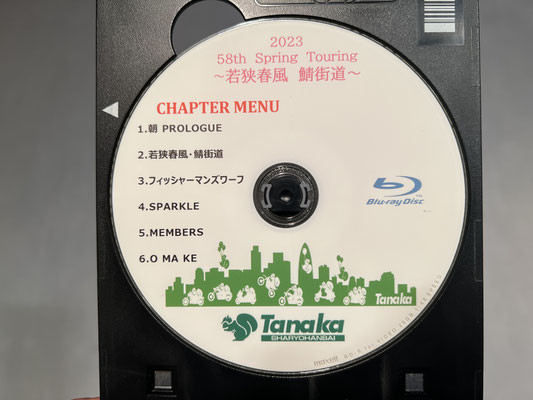 2023
58th Spring Touring
～若狭春風 鯖街道～
CHAPTER MENU
1.朝 PROLOGUE
2.若狭春風・鯖街道
3.フィッシャーマンズワーフ
4.SPARKLE
5.MEMBERS
6.O MA KE
Blu-ray Disc
TM
Tanaka
Tanaka
SHARYOHANBAI
maxell